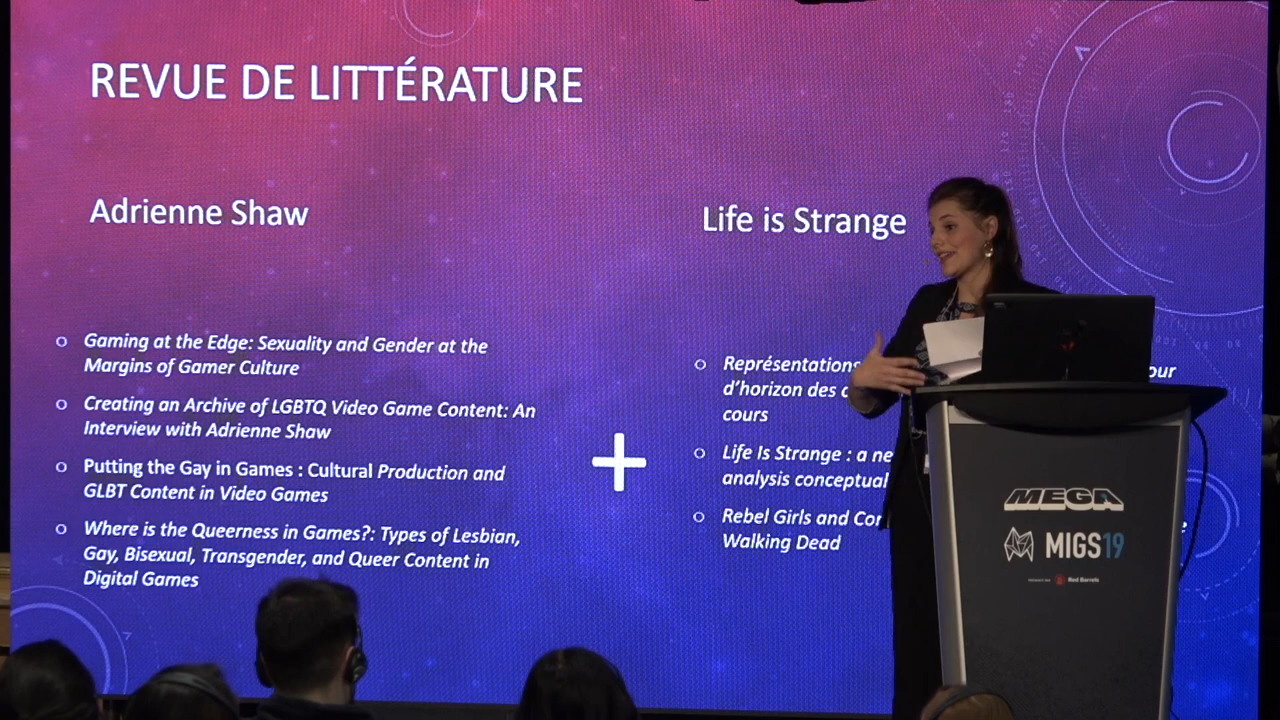 REVUE DE LITTÉRATURE
Adrienne Shaw
o Gaming at the Edge: Sexuality and Gender at the
Margins of Gamer Culture
o Creating an Archive of LGBTQ Video Game Content: An
Interview with Adrienne Shaw
o Putting the Gay in Games : Cultural Production and
GLBT Content in Video Games
o Where is the Queerness in Games?: Types of Lesbian,
Gay, Bisexual, Transgender, and Queer Content in
Digital Games
+
Life is Strange
o Représentations
d'horizon des
cours
o Life Is Strange : a
analysis conceptual
o Rebel Girls and
Walking Dead
MEGA
MIGS19
Red Barrels